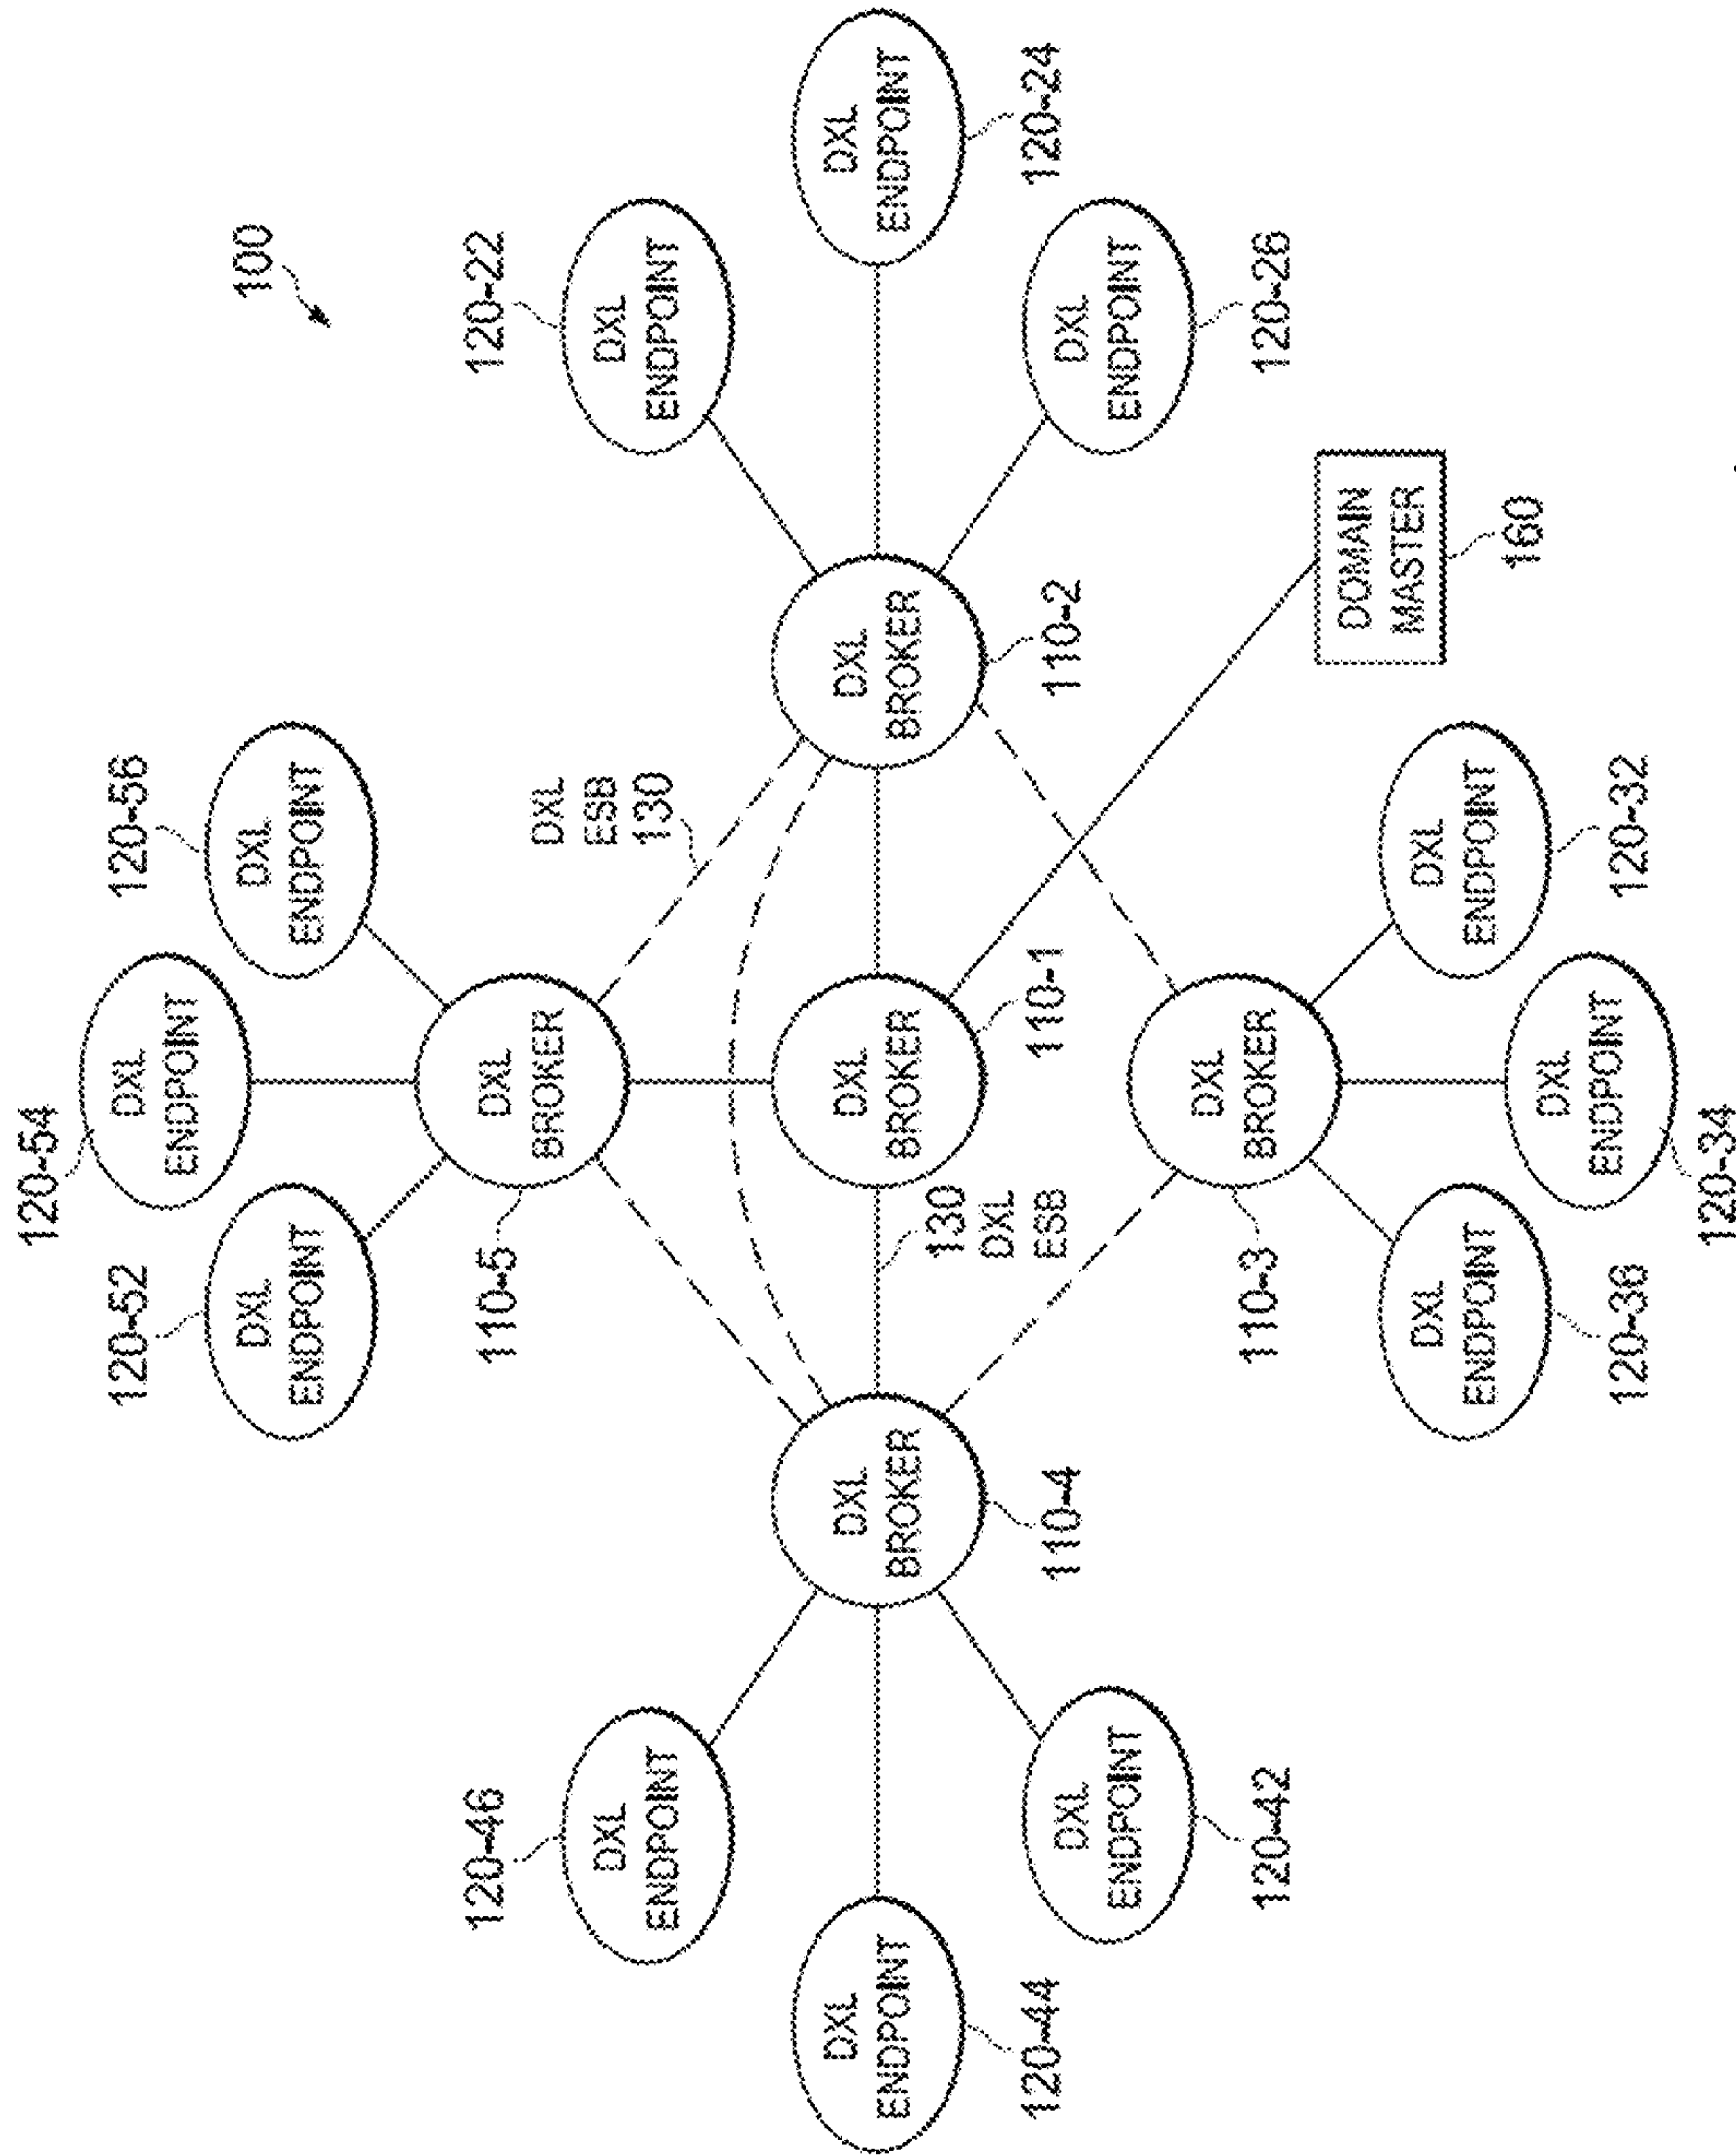 120-54
DXL
ENDPOINT
120-52
120-56
DXL
ENDPOINT
DXL
ENDPOINT
100
110-5
DXL
BROKER
120-46
120-22
DXL
ESB
130
DXL
ENDPOINT
DXL
ENDPOINT
DXL
ENDPOINT
DXL
BROKER
DXL
BROKER
DXL
BROKER
DXL
ENDPOINT
120-44
110-4
130
DXL
ESB
110-1
110-2
120-24
DXL
ENDPOINT
DXL
ENDPOINT
120-42
120-26
110-3
DXL
BROKER
DOMAIN
MASTER
160
DXL
ENDPOINT
DXL
ENDPOINT
120-36
120-32
DXL
ENDPOINT
120-34